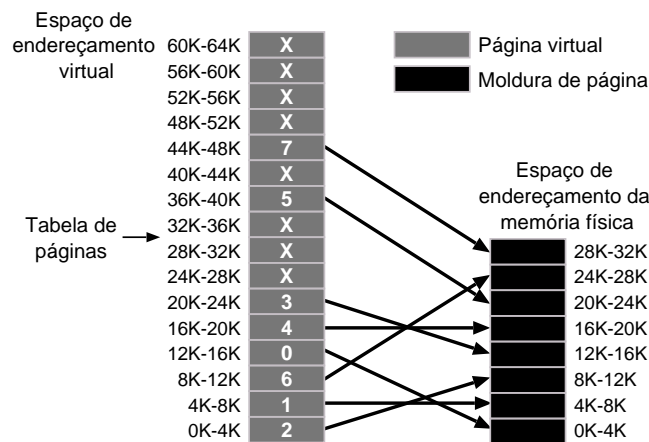 Espaço de
endereçamento
virtual
60K-64K X
56K-60K X
52K-56K X
48K-52K X
44K-48K 7
40K-44K X
36K-40K 5
32K-36K X
28K-32K X
24K-28K X
20K-24K 3
16K-20K 4
12K-16K 0
8K-12K 6
4K-8K 1
0K-4K 2
Tabela de
páginas
Página virtual
Moldura de página
Espaço de
endereçamento da
memória física
28K-32K
24K-28K
20K-24K
16K-20K
12K-16K
8K-12K
4K-8K
0K-4K